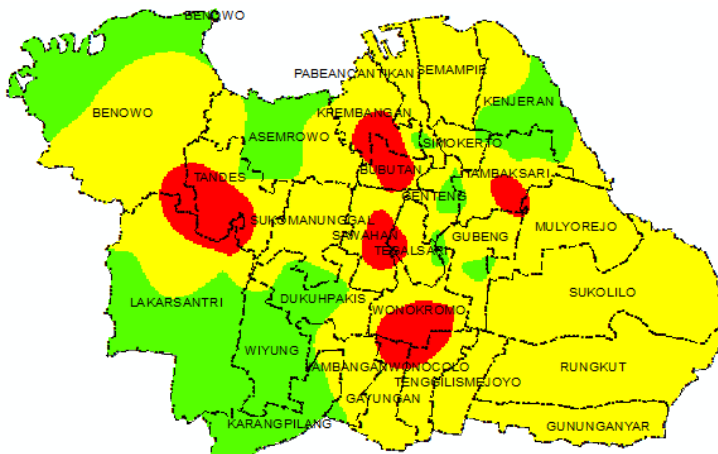 BENOWO
PABEANCANTIKAN
SEMAMPIR
BENOWO
KREMBANGAN
KENJERAN
ASEMROWO
SIMOKERTO
BUBUTAN
TANDES
TAMBAKSARI
GENTENG
SUKOMANUNGGAL
SAWAHAN
TEGALSARI
GUBENG
MULYOREJO
LAKARSANTRI
DUKUHPAKIS
SUKOLILO
WONOKROMO
WIYUNG
JAMBANGAN
WONOCOLO
RUNGKUT
TENGGILISMEJOYO
GAYUNGAN
KARANGPILANG
GUNUNGANYAR